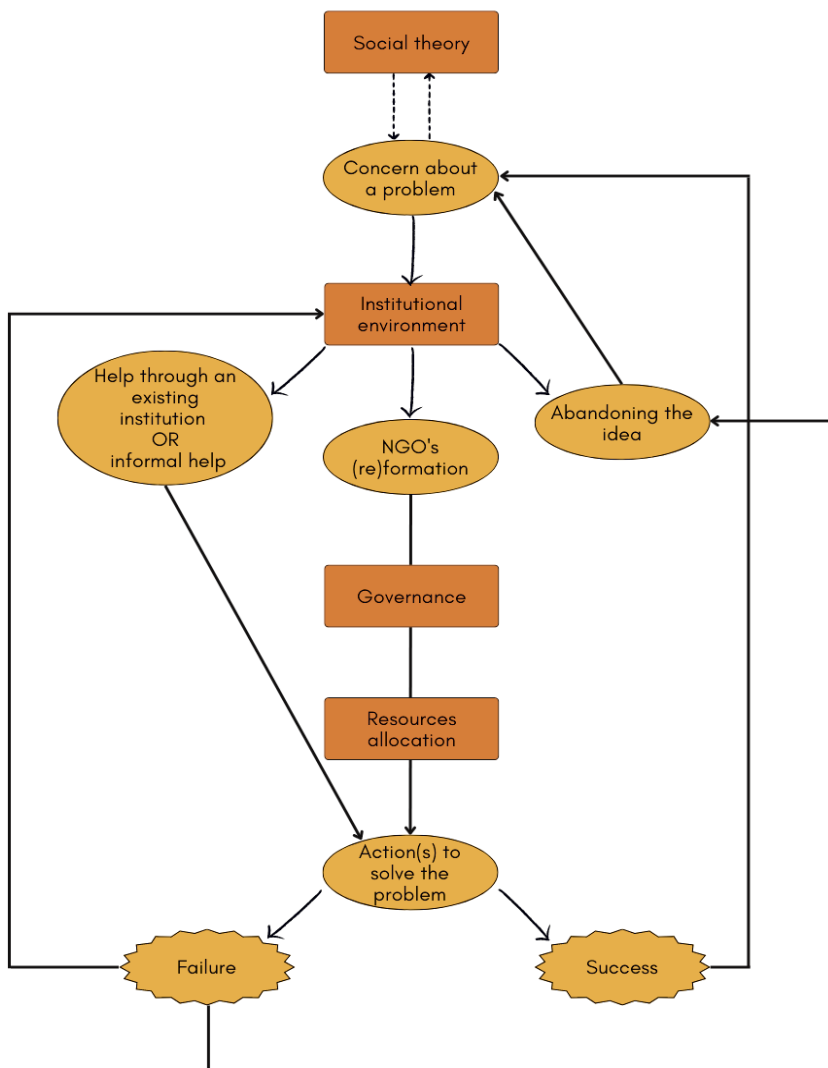 Social theory
Concern about
a problem
Institutional
environment
Help through an
existing
institution
OR
informal help
NGO's
(re)formation
Abandoning the
idea
Governance
Resources
allocation
Action(s) to
solve the
problem
Failure
Success